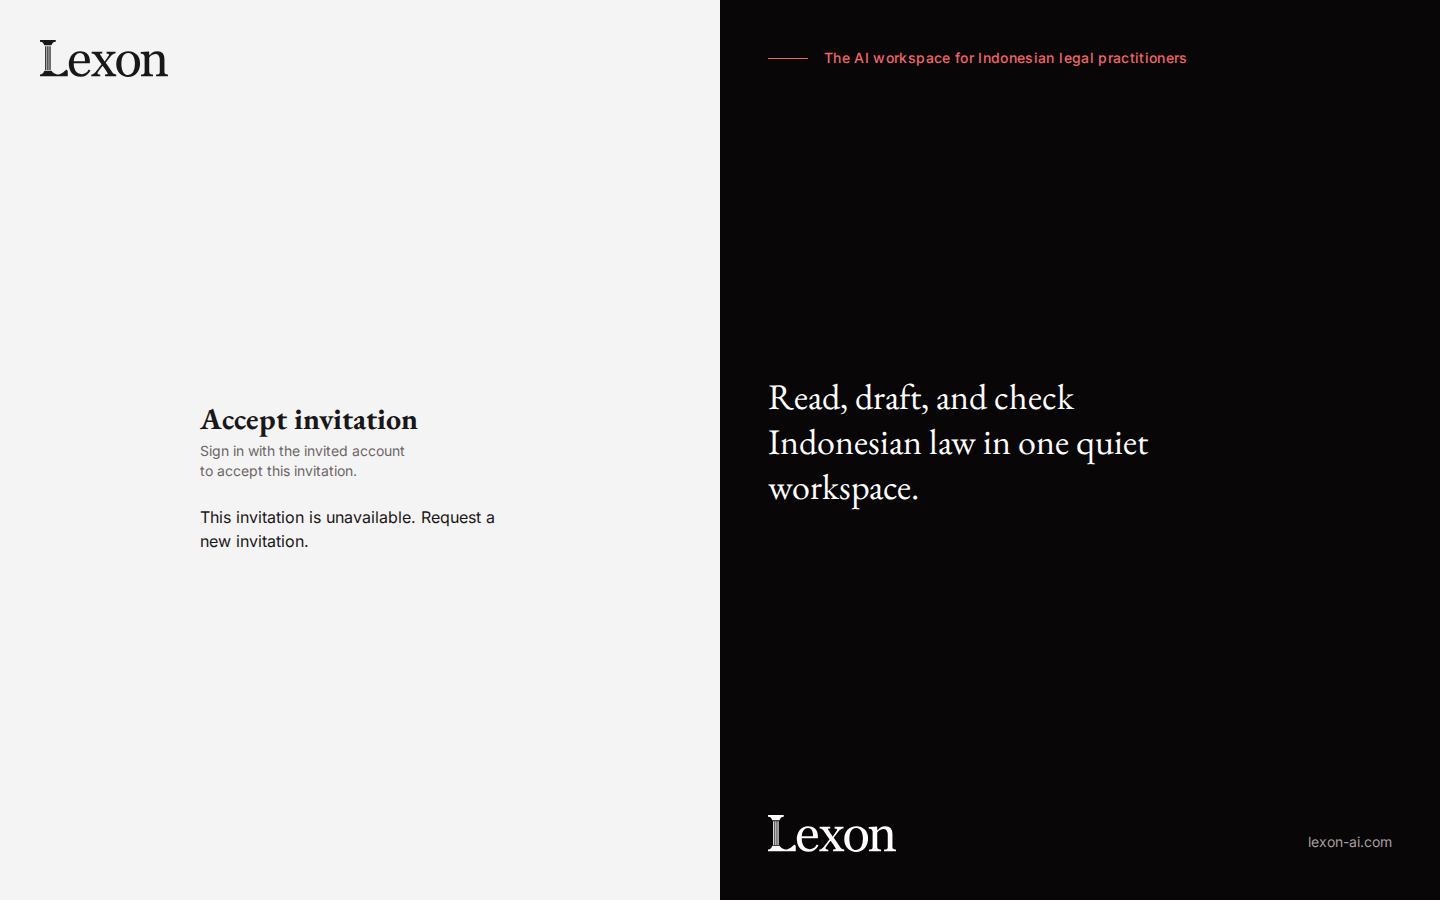 Lexon
Accept invitation
Sign in with the invited account
to accept this invitation.
This invitation is unavailable. Request a
new invitation.
The AI workspace for Indonesian legal practitioners
Read, draft, and check
Indonesian law in one quiet
workspace.
Lexon
lexon-ai.com